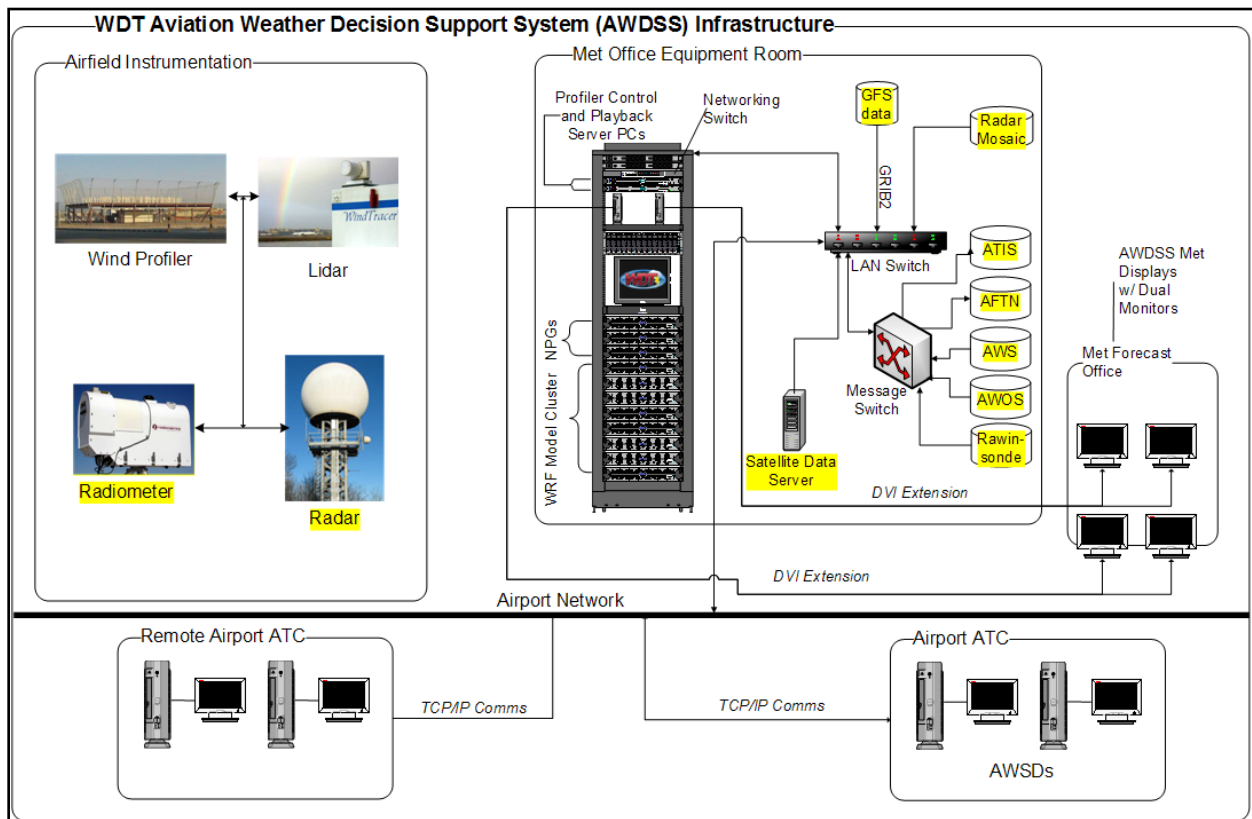 WDT Aviation Weather Decision Support System (AWDSS) Infrastructure
Airfield Instrumentation
Wind Profiler
WindTracer
Lidar
Radiometer
Radar
Met Office Equipment Room
Profiler Control
and Playback
Server PCs
Networking
Switch
GFS
data
Radar
Mosaic
GRIB2
LAN Switch
ATIS
AFTN
AWS
AWOS
Rawin-
sonde
Message
Switch
Satellite Data
Server
NPGs
WRF Model Cluster
AWDSS Met
Displays
w/ Dual
Monitors
Met Forecast
Office
DVI Extension
DVI Extension
Airport Network
Remote Airport ATC
TCP/IP Comms
TCP/IP Comms
Airport ATC
AWSDs